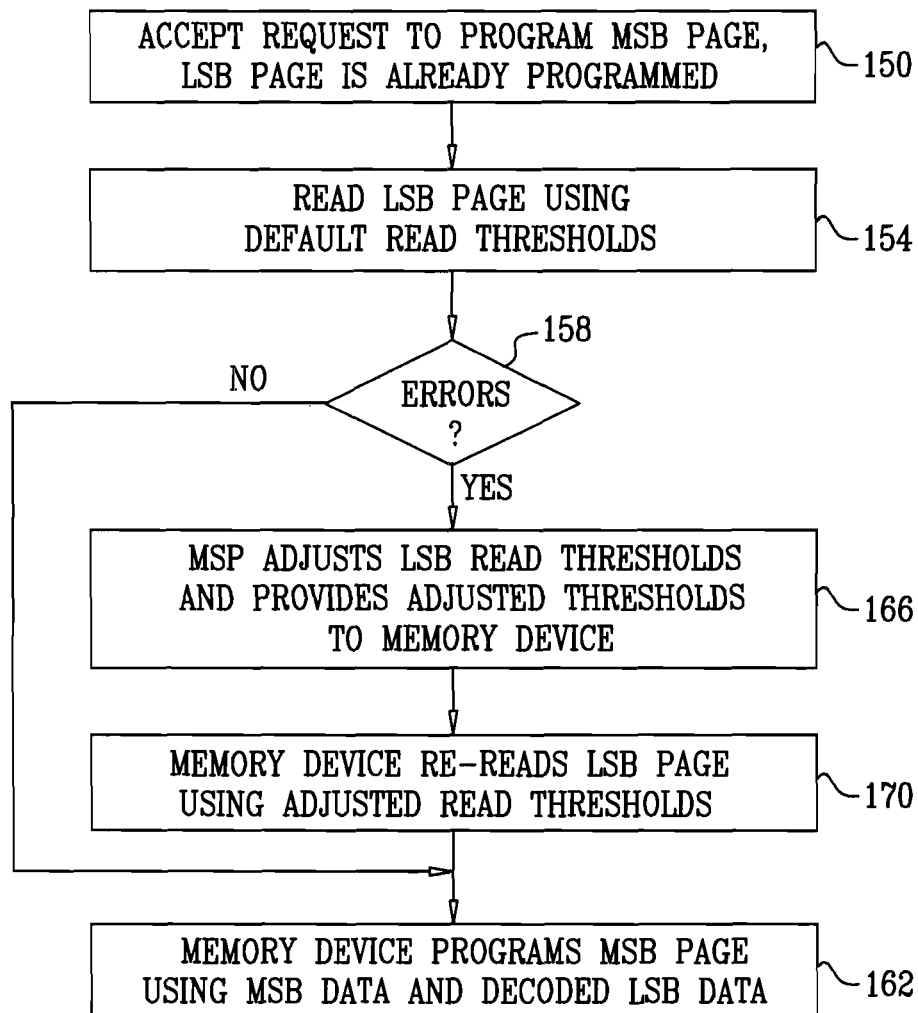 ACCEPT REQUEST TO PROGRAM MSB PAGE,
LSB PAGE IS ALREADY PROGRAMMED
150
READ LSB PAGE USING
DEFAULT READ THRESHOLDS
154
158
NO
ERRORS
?
YES
MSP ADJUSTS LSB READ THRESHOLDS
AND PROVIDES ADJUSTED THRESHOLDS
TO MEMORY DEVICE
166
MEMORY DEVICE RE-READS LSB PAGE
USING ADJUSTED READ THRESHOLDS
170
MEMORY DEVICE PROGRAMS MSB PAGE
USING MSB DATA AND DECODED LSB DATA
162